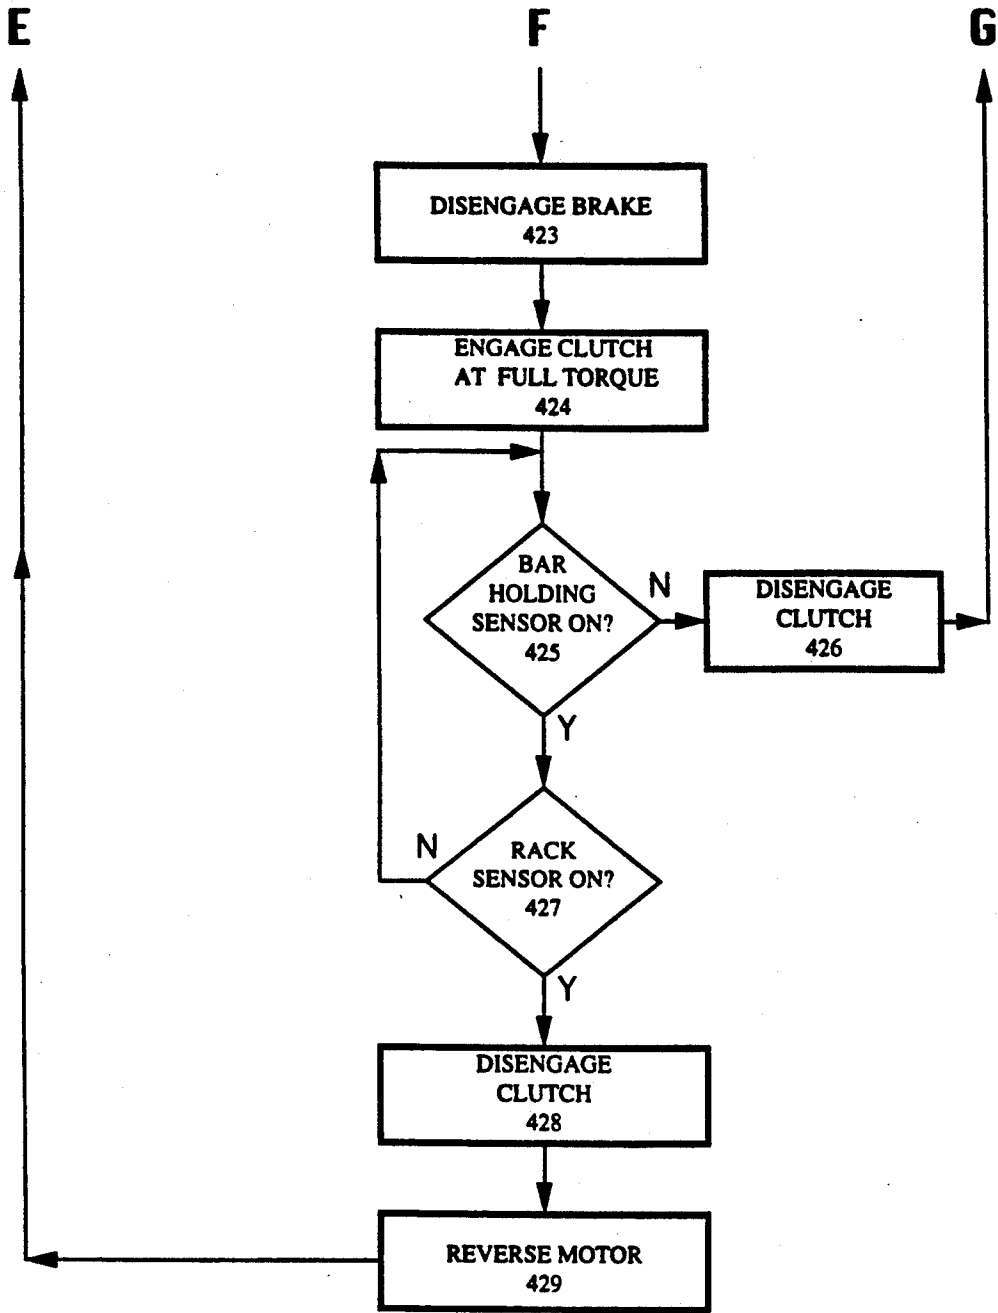 E
F
G
DISENGAGE BRAKE
423
ENGAGE CLUTCH
AT FULL TORQUE
424
BAR
HOLDING
SENSOR ON?
425
N
DISENGAGE
CLUTCH
426
Y
N
RACK
SENSOR ON?
427
Y
DISENGAGE
CLUTCH
428
REVERSE MOTOR
429